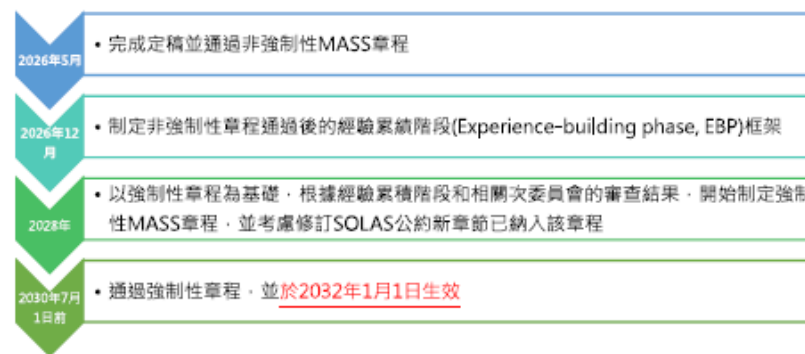 2026年5月
• 完成定稿並通過非強制性MASS章程
2026年12
月
• 制定非強制性章程通過後的經驗累績階段(Experience-building phase, EBP)框架
2028年
• 以強制性章程為基礎，根據經驗累積階段和相關次委員會的審查結果，開始制定強制
性MASS章程，並考慮修訂SOLAS公約新章節已納入該章程
2030年7月
1日前
• 通過強制性章程，並於2032年1月1日生效